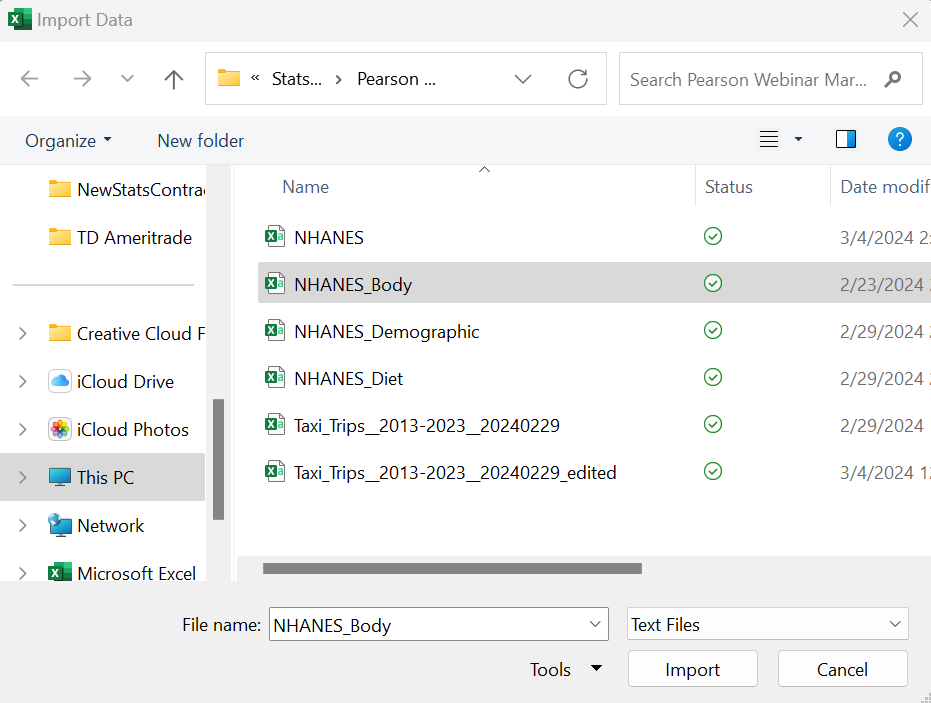 Import Data
« Stats... › Pearson ...
Search Pearson Webinar Mar...
Organize
New folder
?
NewStatsContrac
TD Ameritrade
Creative Cloud F
iCloud Drive
iCloud Photos
This PC
Network
Microsoft Excel
Name Status Date modif
NHANES 3/4/2024 2:
NHANES_Body 2/23/2024
NHANES_Demographic 2/29/2024
NHANES_Diet 2/29/2024
Taxi_Trips__2013-2023__20240229 2/29/2024
Taxi_Trips__2013-2023__20240229_edited 3/4/2024 1
File name: NHANES_Body Text Files
Tools Import Cancel